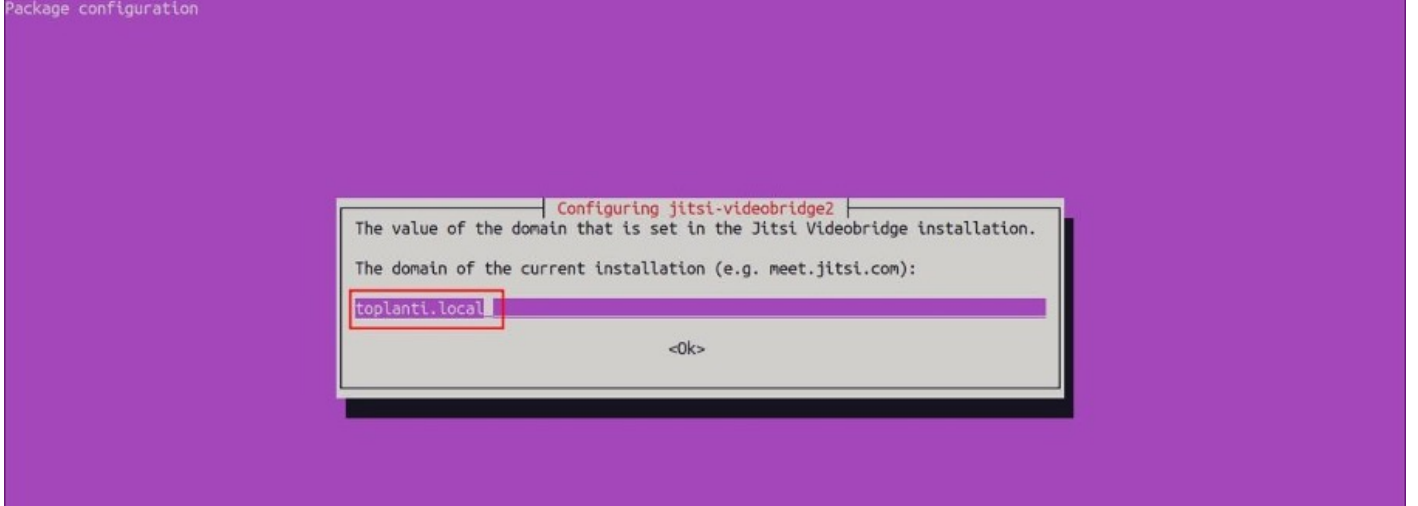 Package configuration
Configuring jitsi-videobridge2
The value of the domain that is set in the Jitsi Videobridge installation.
The domain of the current installation (e.g. meet.jitsi.com):
toplanti.local
<Ok>